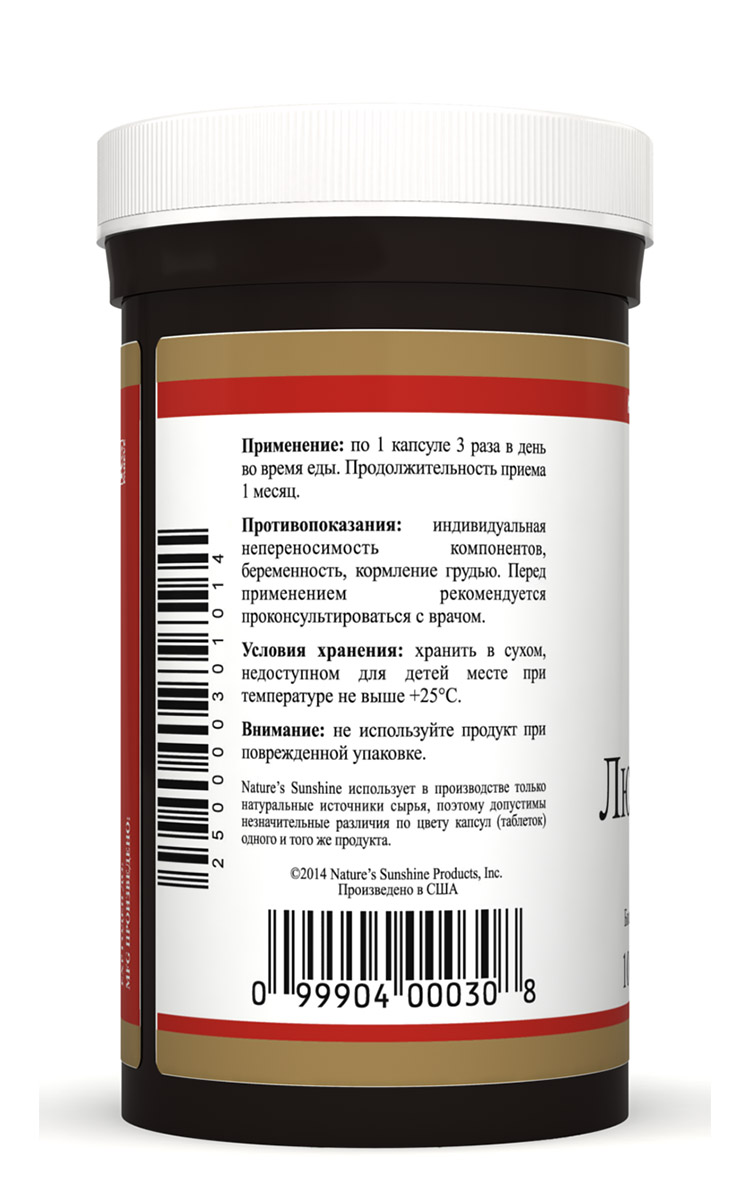 Применение: по 1 капсуле 3 раза в день
во время еды. Продолжительность приема
1 месяц.
Противопоказания: индивидуальная
непереносимость компонентов,
беременность, кормление грудью. Перед
применением рекомендуется
проконсультироваться с врачом.
Условия хранения: хранить в сухом,
недоступном для детей месте при
температуре не выше +25°C.
Внимание: не используйте продукт при
поврежденной упаковке.
Nature's Sunshine использует в производстве только
натуральные источники сырья, поэтому допустимы
незначительные различия по цвету капсул (таблеток)
одного и того же продукта.
©2014 Nature's Sunshine Products, Inc.
Произведено в США
0 99904 00030 8
250000301014
MFG ПРОИЗВЕДЕНО: